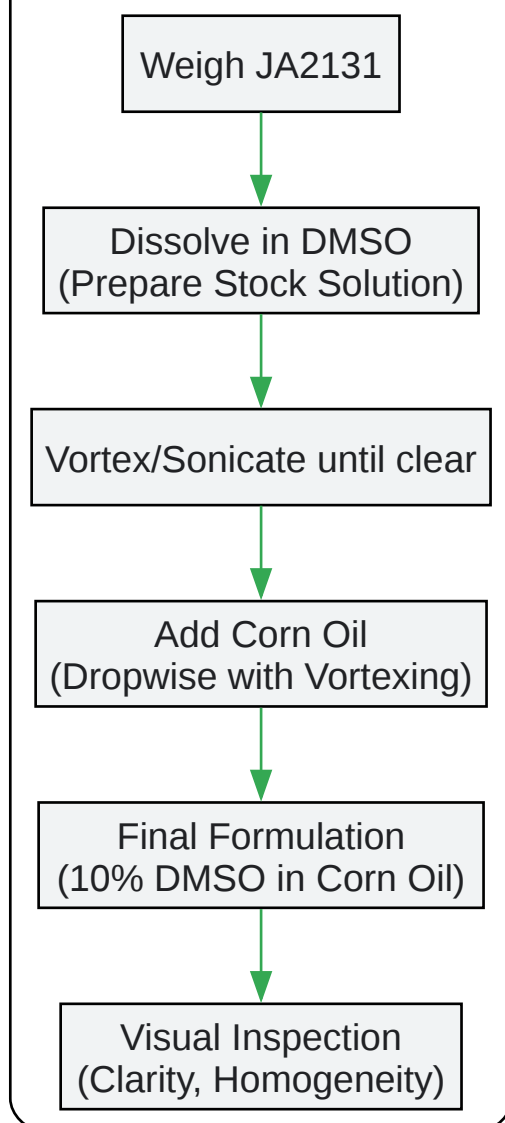 Weigh JA2131
Dissolve in DMSO
(Prepare Stock Solution)
Vortex/Sonicate until clear
Add Corn Oil
(Dropwise with Vortexing)
Final Formulation
(10% DMSO in Corn Oil)
Visual Inspection
(Clarity, Homogeneity)